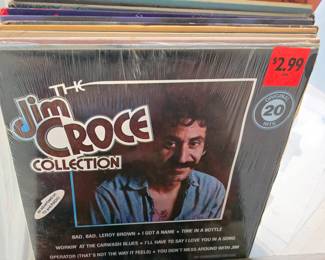 $2.99
THE
Jim
CROCE
COLLECTION
20
HITS
BAD, BAD, LEROY BROWN • I GOT A NAME • TIME IN A BOTTLE
WORKIN' AT THE CARWASH BLUES • I'LL HAVE TO SAY I LOVE YOU IN A SONG
OPERATOR (THAT'S NOT THE WAY IT FEELS) • YOU DON'T MESS AROUND WITH JIM